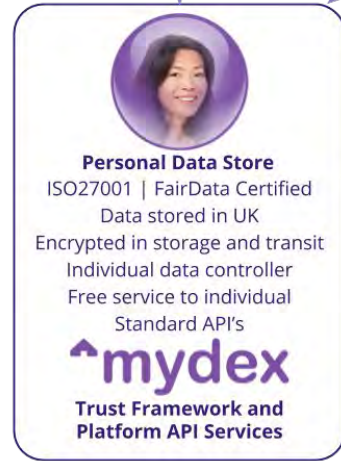 Personal Data Store
ISO27001 | FairData Certified
Data stored in UK
Encrypted in storage and transit
Individual data controller
Free service to individual
Standard API's
mydex
Trust Framework and
Platform API Services